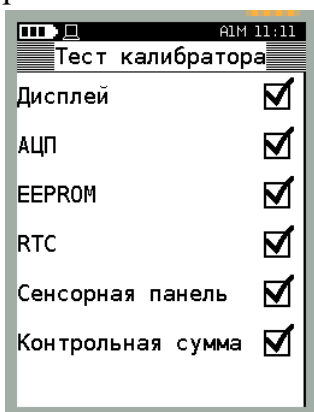 A1M 11:11
Тест калибратора
Дисплей
АЦП
EEPROM
RTC
Сенсорная панель
Контрольная сумма